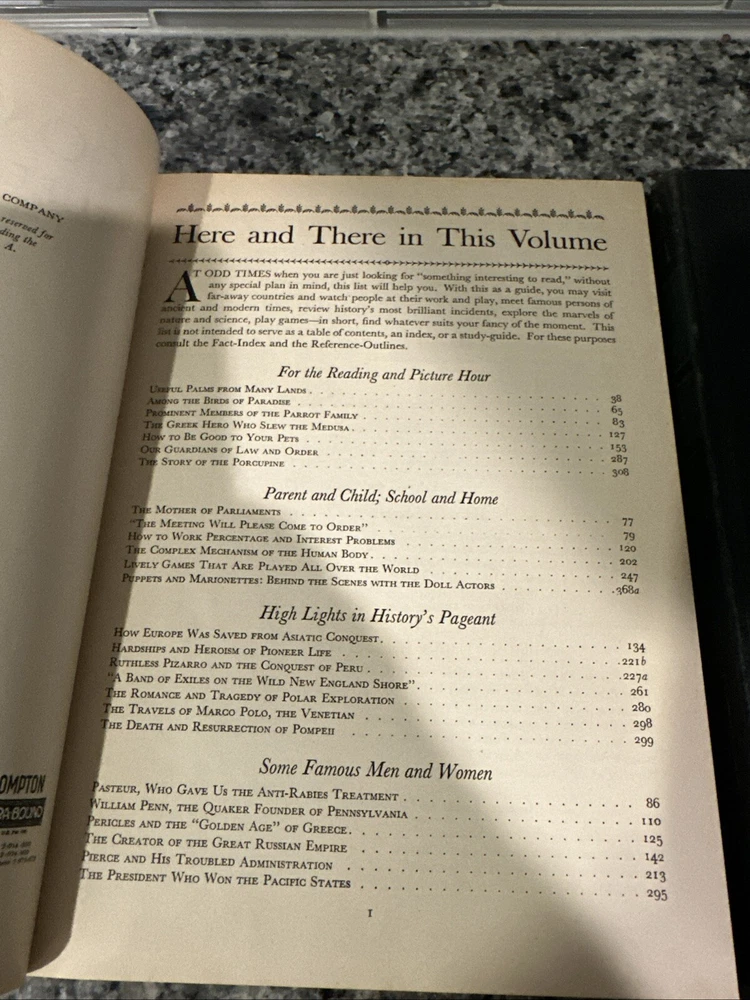 COMPANY
reserved for
ding the
A.
OMPTON
RA-BOUND
Here and There in This Volume
AT ODD TIMES when you are just looking for "something interesting to read," without
any special plan in mind, this list will help you. With this as a guide, you may visit
far-away countries and watch people at their work and play, meet famous persons of
ancient and modern times, review history's most brilliant incidents, explore the marvels of
nature and science, play games—in short, find whatever suits your fancy of the moment. This
list is not intended to serve as a table of contents, an index, or a study-guide. For these purposes
consult the Fact-Index and the Reference-Outlines.
For the Reading and Picture Hour
USEFUL PALMS FROM MANY LANDS . . . 38
AMONG THE BIRDS OF PARADISE . . . 65
PROMINENT MEMBERS OF THE PARROT FAMILY . . . 83
THE GREEK HERO WHO SLEW THE MEDUSA . . . 127
HOW TO BE GOOD TO YOUR PETS . . . 153
OUR GUARDIANS OF LAW AND ORDER . . . 287
THE STORY OF THE PORCUPINE . . . 308
Parent and Child; School and Home
THE MOTHER OF PARLIAMENTS . . . 77
"THE MEETING WILL PLEASE COME TO ORDER" . . . 79
HOW TO WORK PERCENTAGE AND INTEREST PROBLEMS . . . 120
THE COMPLEX MECHANISM OF THE HUMAN BODY . . . 202
LIVELY GAMES THAT ARE PLAYED ALL OVER THE WORLD . . . 247
PUPPETS AND MARIONETTES: BEHIND THE SCENES WITH THE DOLL ACTORS . . . 368a
High Lights in History's Pageant
HOW EUROPE WAS SAVED FROM ASIATIC CONQUEST . . . 134
HARDSHIPS AND HEROISM OF PIONEER LIFE . . . 221b
RUTHLESS PIZARRO AND THE CONQUEST OF PERU . . . 227a
"A BAND OF EXILES ON THE WILD NEW ENGLAND SHORE" . . . 261
THE ROMANCE AND TRAGEDY OF POLAR EXPLORATION . . . 280
THE TRAVELS OF MARCO POLO, THE VENETIAN . . . 298
THE DEATH AND RESURRECTION OF POMPEII . . . 299
Some Famous Men and Women
PASTEUR, WHO GAVE US THE ANTI-RABIES TREATMENT . . . 86
WILLIAM PENN, THE QUAKER FOUNDER OF PENNSYLVANIA . . . 110
PERICLES AND THE "GOLDEN AGE" OF GREECE . . . 125
THE CREATOR OF THE GREAT RUSSIAN EMPIRE . . . 142
PIERCE AND HIS TROUBLED ADMINISTRATION . . . 213
THE PRESIDENT WHO WON THE PACIFIC STATES . . . 295
I